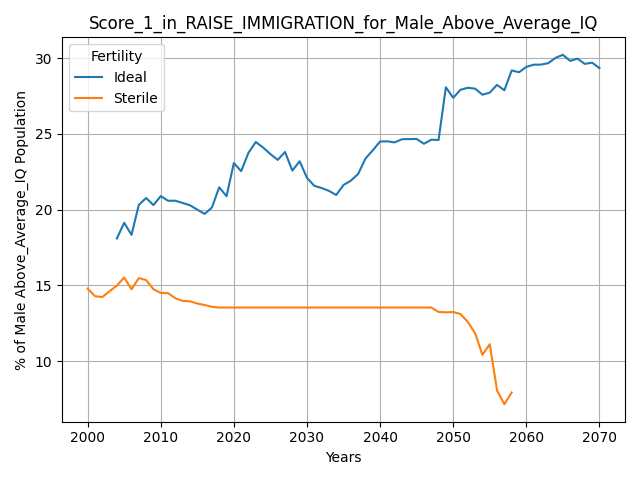 Score_1_in_RAISE_IMMIGRATION_for_Male_Above_Average_IQ
% of Male Above_Average_IQ Population
30
25
20
15
10
Fertility
Ideal
Sterile
2000 2010 2020 2030 2040 2050 2060 2070
Years